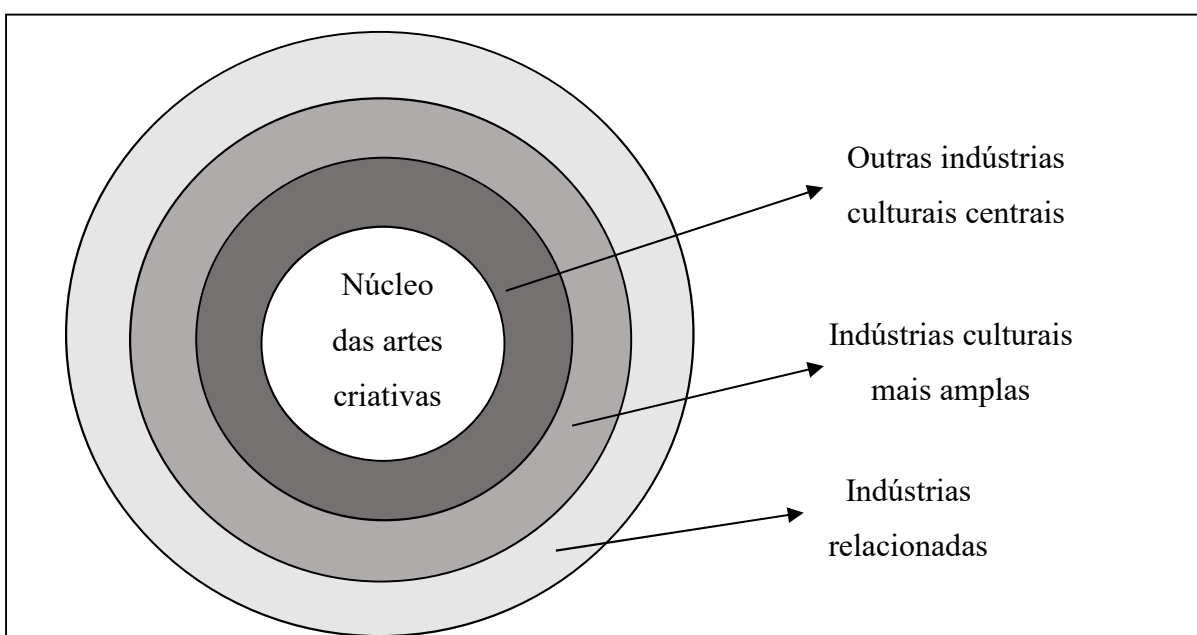 Núcleo
das artes
criativas
Outras indústrias
culturais centrais
Indústrias culturais
mais amplas
Indústrias
relacionadas